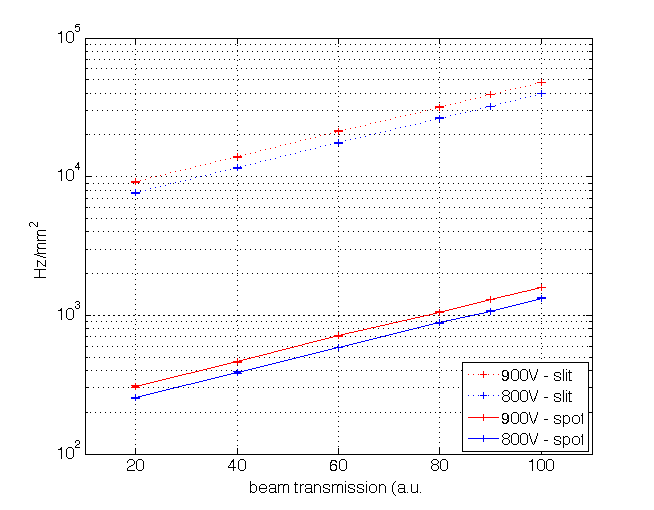 10^5
10^4
10^3
10^2
Hz/mm^2
20 40 60 80 100
beam transmission (a.u.
900V - slit
800V - slit
900V - spot
800V - spot